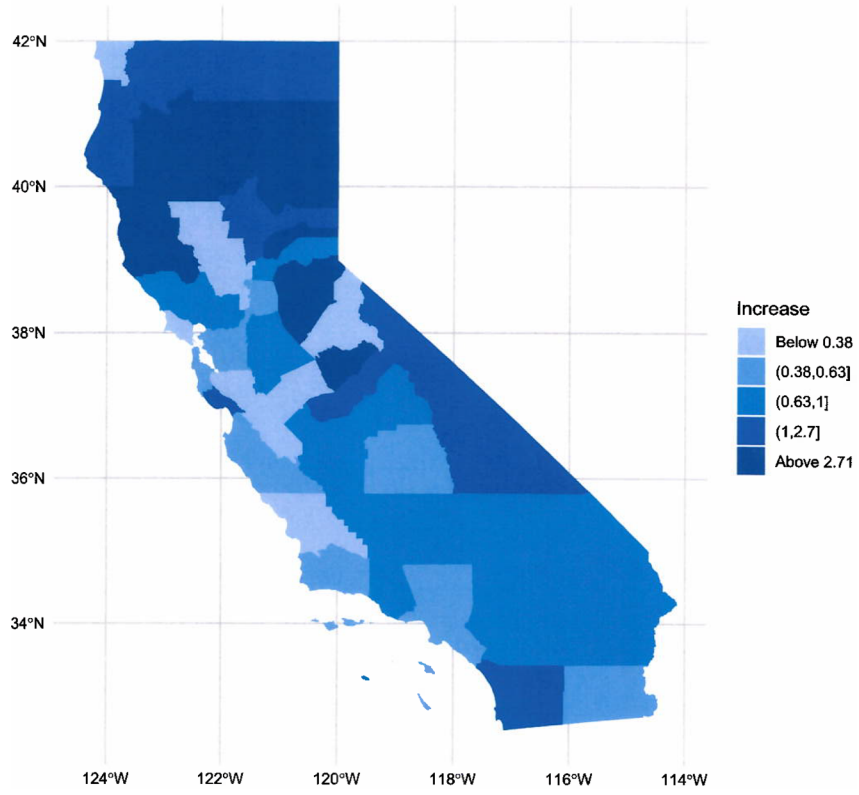 42°N
40°N
38°N
36°N
34°N
124°W
122°W
120°W
118°W
116°W
114°W
Increase
Below 0.38
(0.38,0.63]
(0.63,1]
(1,2.7]
Above 2.71